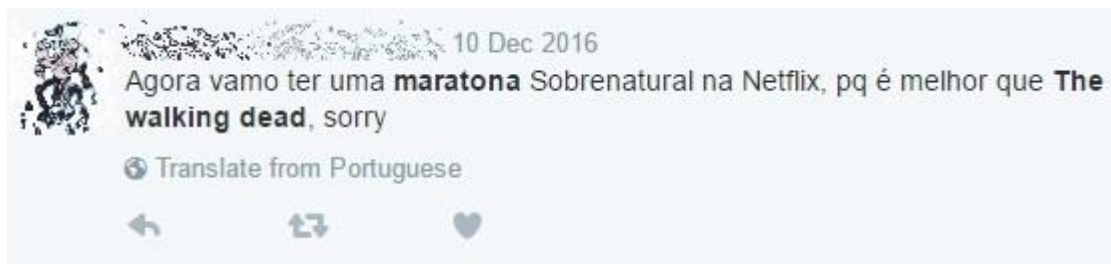 10 Dec 2016
Agora vamo ter uma maratona Sobrenatural na Netflix, pq é melhor que The
walking dead, sorry
Translate from Portuguese